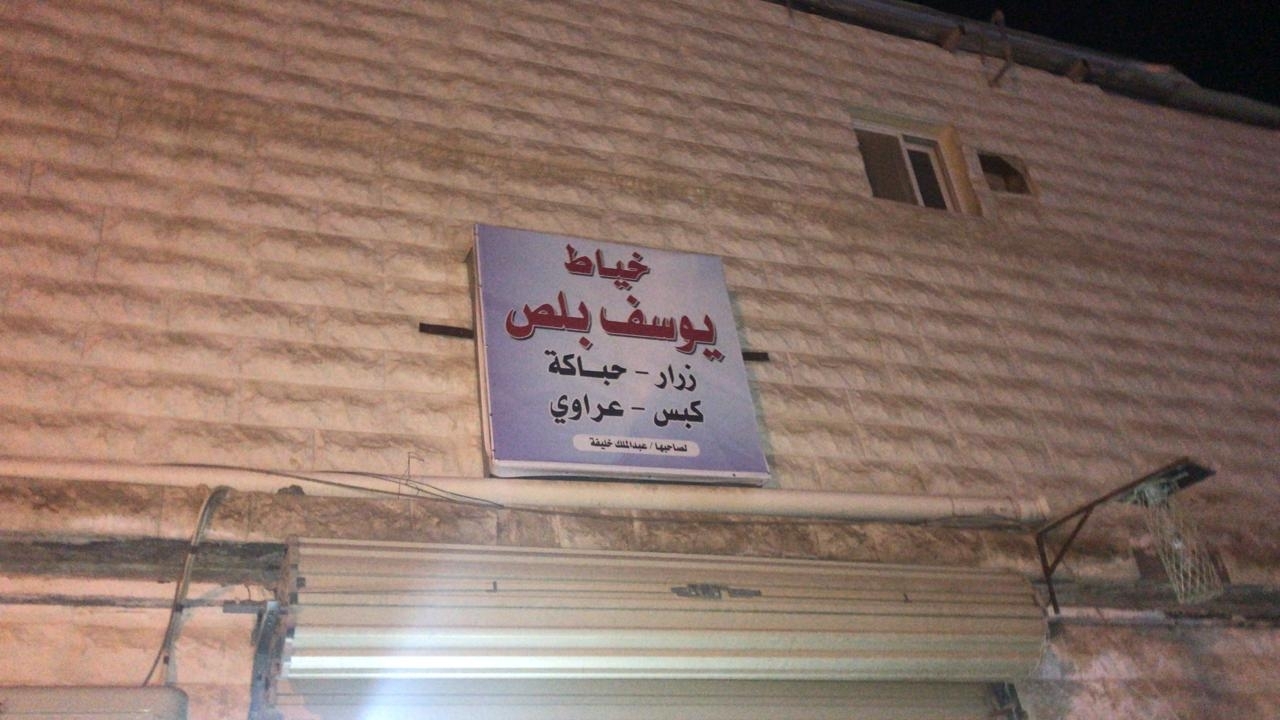 خياط
يوسف بلص
زرار - حباكة
كبس - عراوي
لصاحبها / عبدالملك خليفة